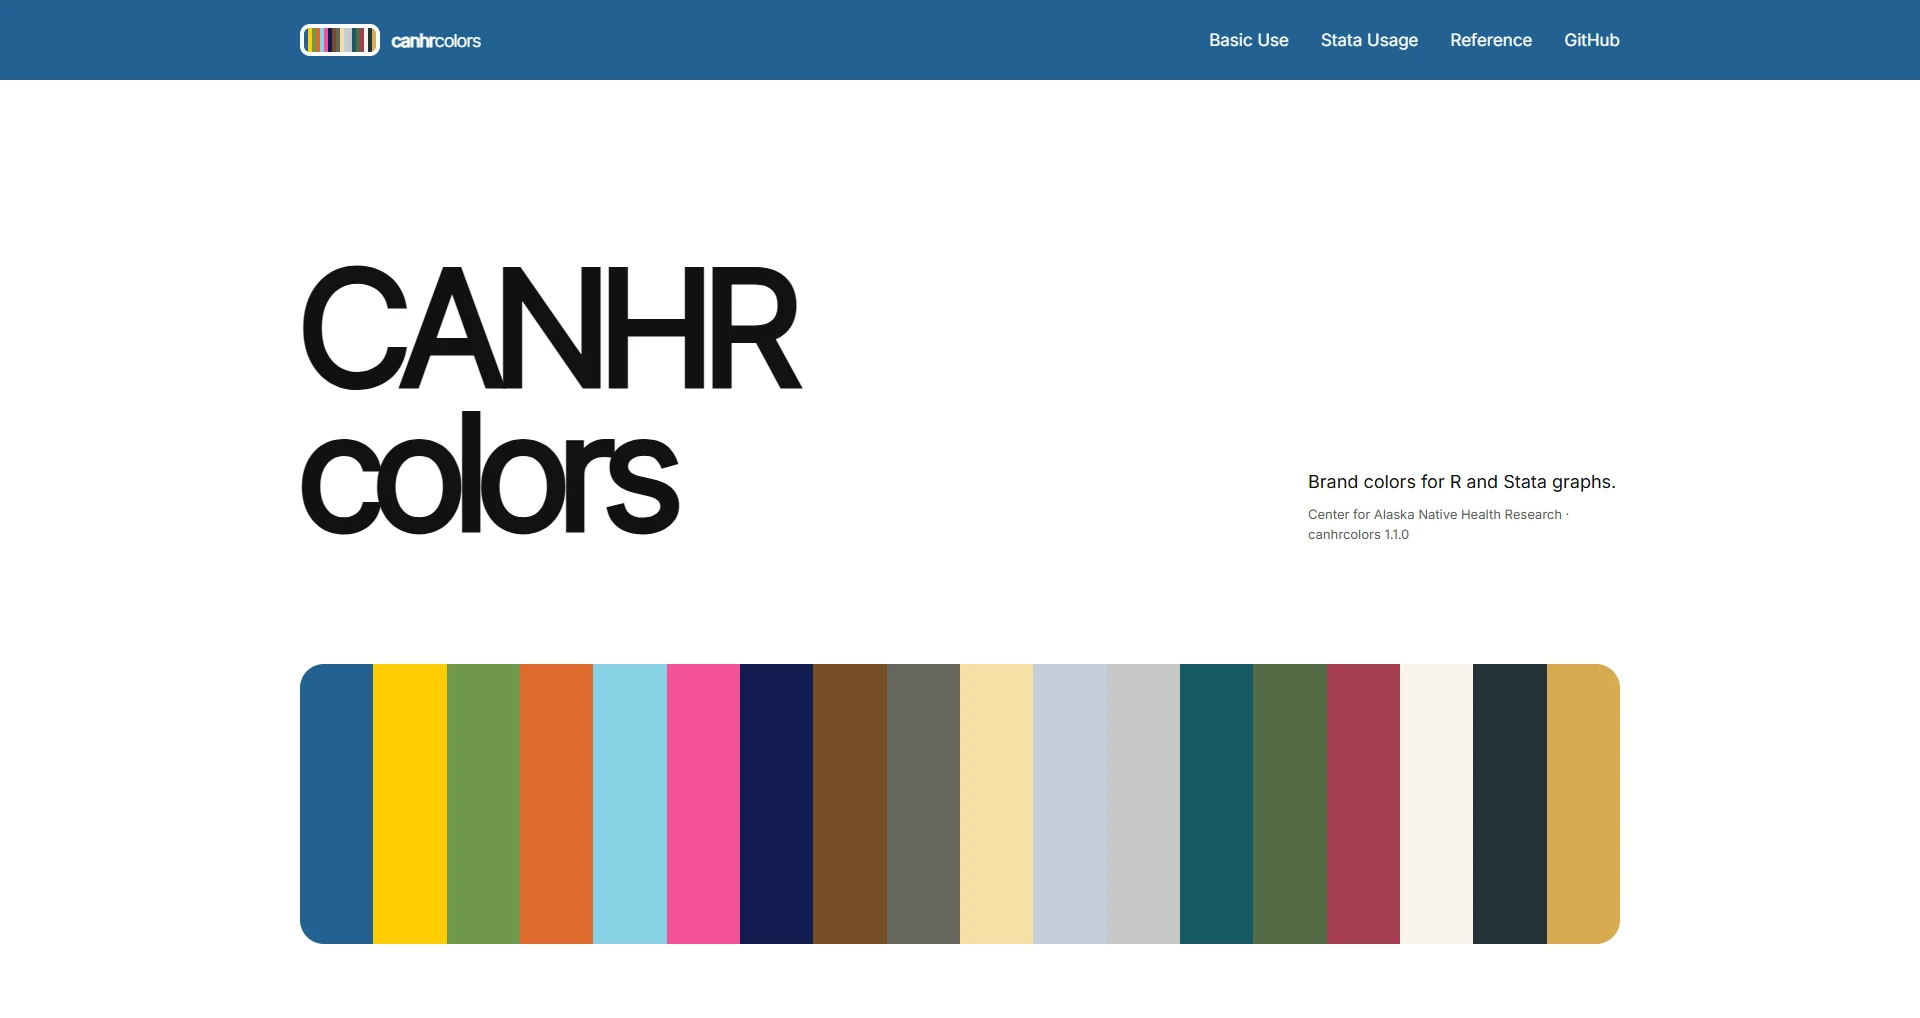 canhrcolors
Basic Use
Stata Usage
Reference
GitHub
CANHR
colors
Brand colors for R and Stata graphs.
Center for Alaska Native Health Research ·
canhrcolors 1.1.0